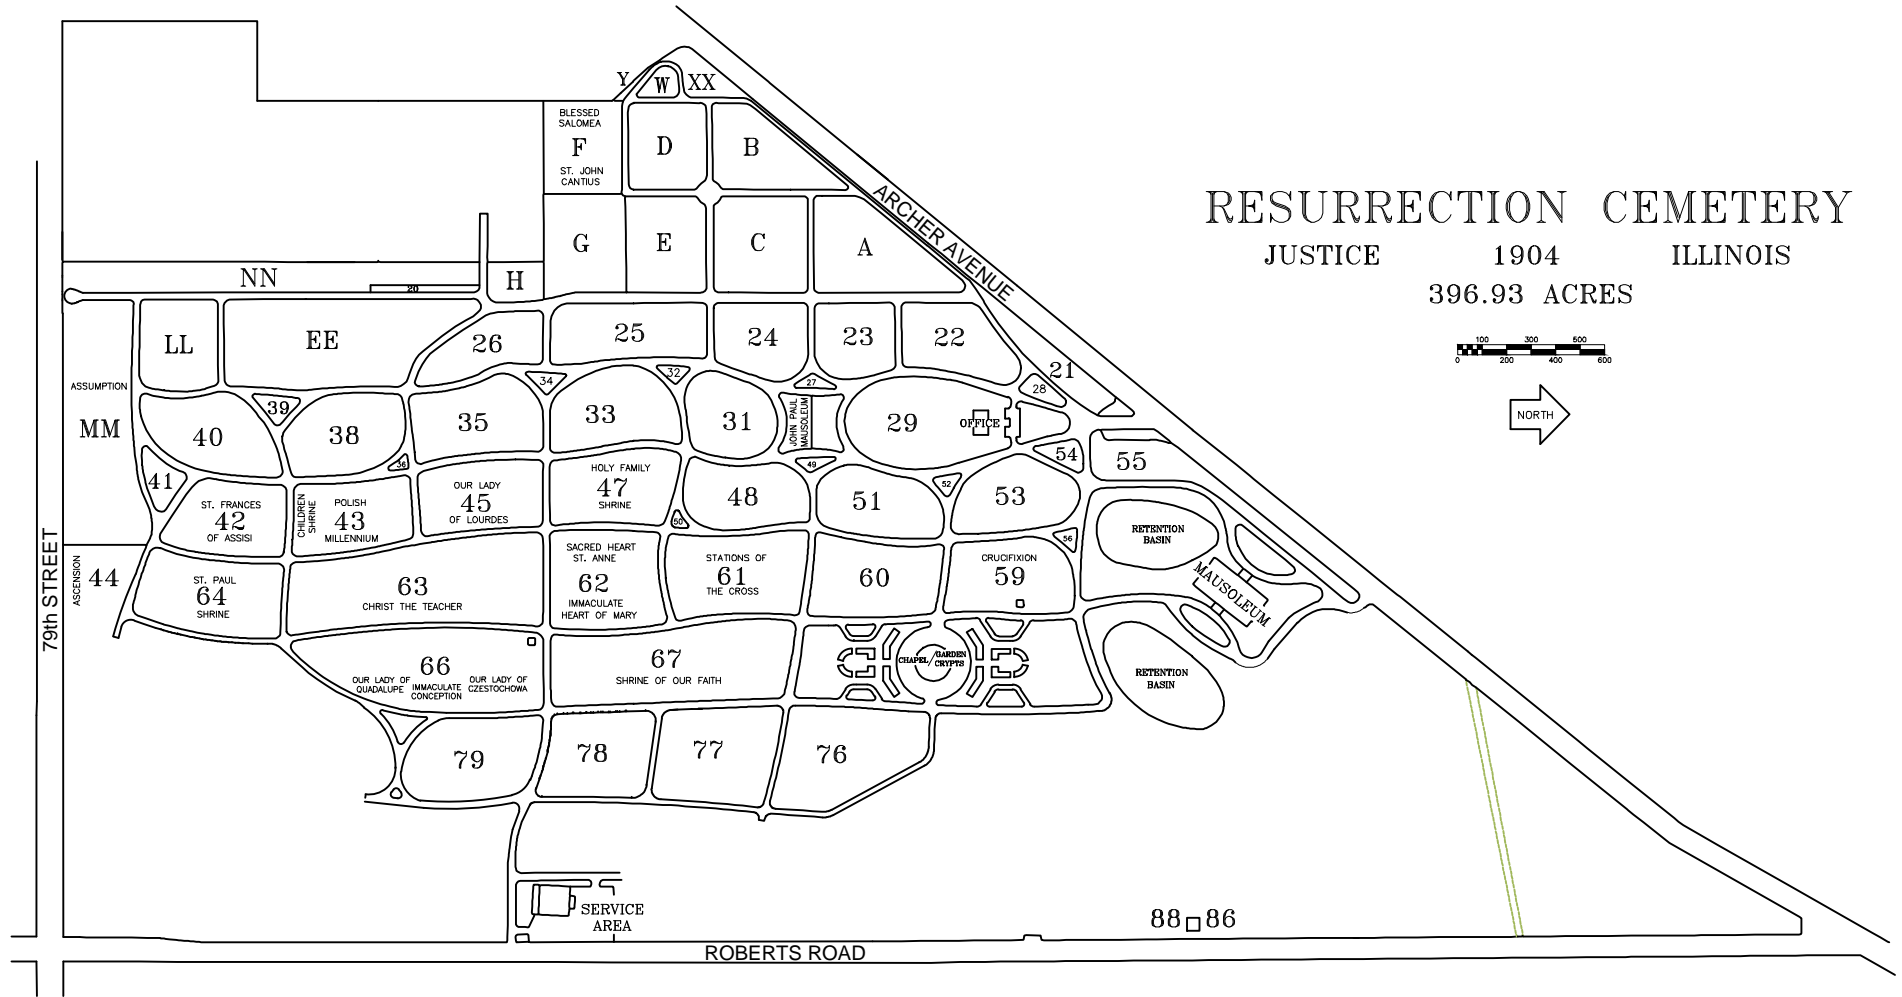 RESURRECTION CEMETERY
JUSTICE 1904 ILLINOIS
396.93 ACRES
100 300 500
0 200 400 600
NORTH
Y
W
XX
BLESSED
SALOMEA
F
ST. JOHN
CANTIUS
D
B
ARCHER AVENUE
G
E
C
A
NN
20
H
LL
EE
26
25
24
23
22
21
ASSUMPTION
MM
39
34
32
27
28
40
38
35
33
31
JOHN PAUL
MAUSOLEUM
29
OFFICE
41
36
49
52
54
55
ST. FRANCES
42
OF ASSISI
CHILDREN
SHRINE
POLISH
43
MILLENNIUM
OUR LADY
45
OF LOURDES
HOLY FAMILY
47
SHRINE
50
48
51
53
56
RETENTION
BASIN
79th STREET
ASCENSION
44
ST. PAUL
64
SHRINE
63
CHRIST THE TEACHER
SACRED HEART
ST. ANNE
62
IMMACULATE
HEART OF MARY
STATIONS OF
61
THE CROSS
60
CRUCIFIXION
59
MAUSOLEUM
66
OUR LADY OF
QUADALUPE
IMMACULATE
CONCEPTION
OUR LADY OF
CZESTOCHOWA
67
SHRINE OF OUR FAITH
CHAPEL
GARDEN
CRYPTS
RETENTION
BASIN
79
78
77
76
SERVICE
AREA
88 86
ROBERTS ROAD